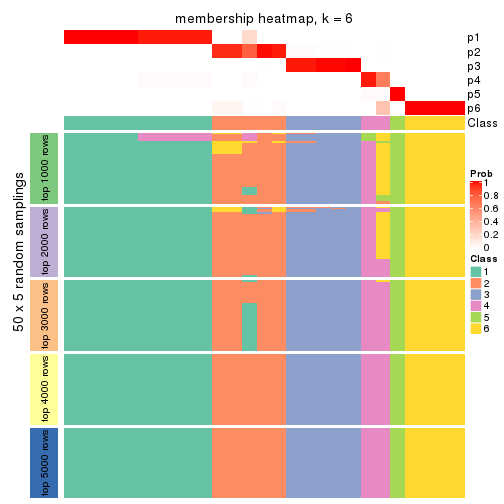 membership heatmap, k = 6
p1
p2
p3
p4
p5
p6
Class
50 x 5 random samplings
top 1000 rows
top 2000 rows
top 3000 rows
top 4000 rows
top 5000 rows
Prob
1
0.8
0.6
0.4
0.2
0
Class
1
2
3
4
5
6